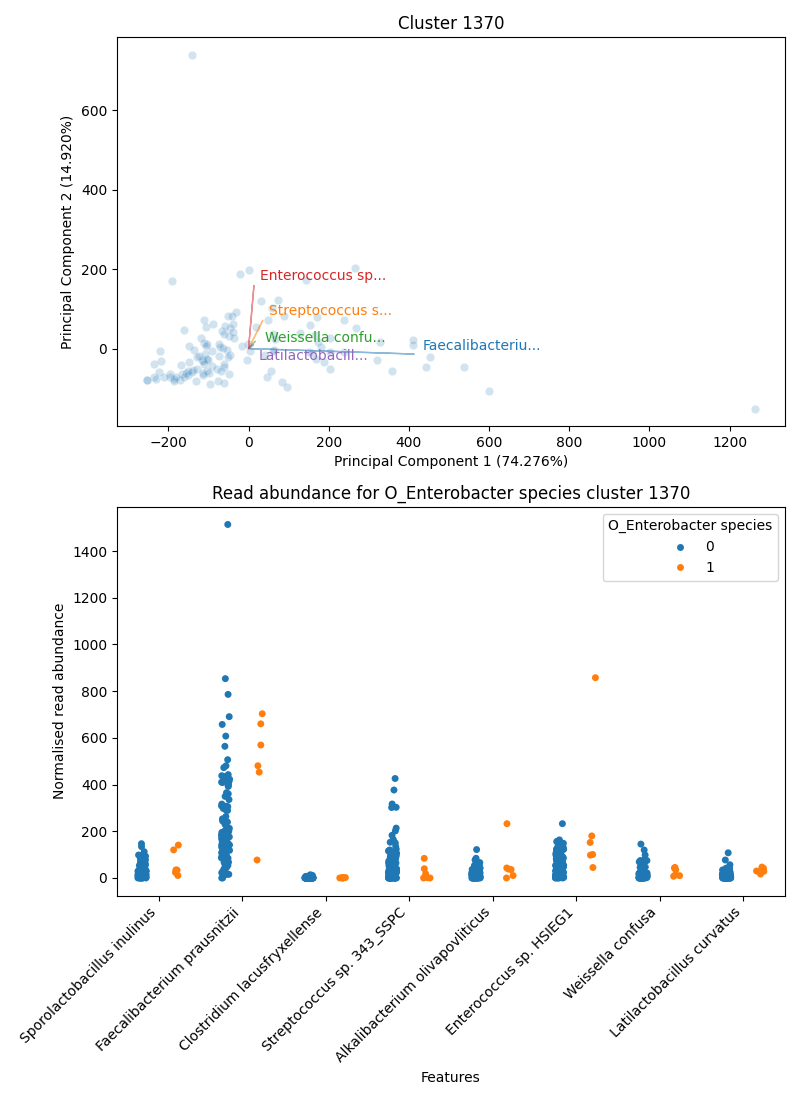 Cluster 1370
Principal Component 2 (14.920%)
600
400
200
0
Enterococcus sp...
Streptococcus s...
Weissella confu...
Faecalibacteriu...
Latilactobacill...
−200
0
200
400
600
800
1000
1200
Principal Component 1 (74.276%)
Read abundance for O_Enterobacter species cluster 1370
Normalised read abundance
1400
1200
1000
800
600
400
200
0
O_Enterobacter species
0
1
Sporolactobacillus inulinus
Faecalibacterium prausnitzii
Clostridium lacusfryxellense
Streptococcus sp. 343_SSPC
Alkalibacterium olivapovliticus
Enterococcus sp. HSIEG1
Weissella confusa
Latilactobacillus curvatus
Features